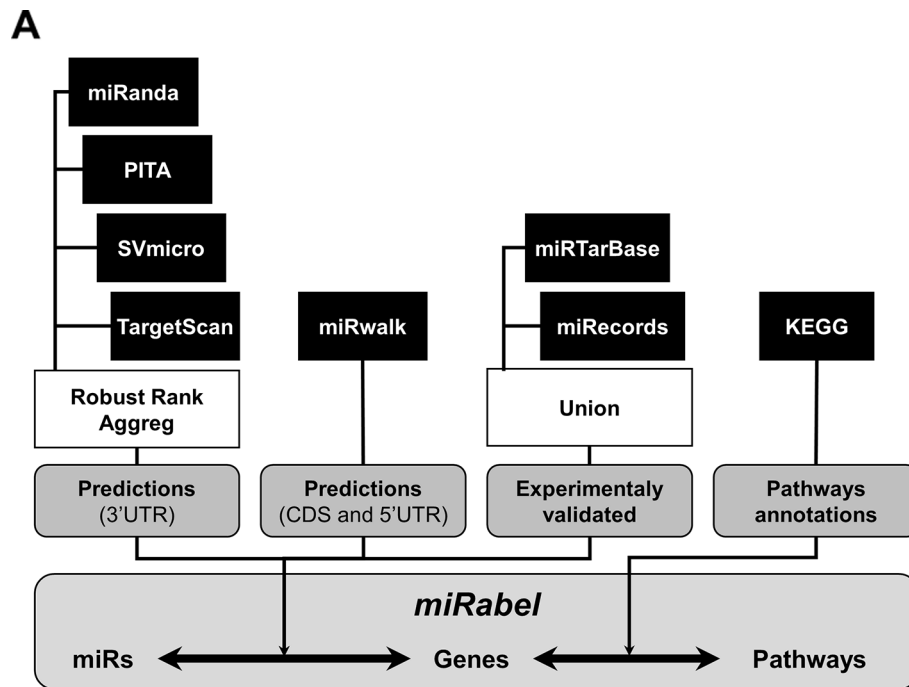 A
miRanda
PITA
SVmicro
miRTarBase
TargetScan
miRwalk
miRecords
KEGG
Robust Rank
Aggreg
Union
Predictions
(3’UTR)
Predictions
(CDS and 5’UTR)
Experimentaly
validated
Pathways
annotations
miRabel
miRs
Genes
Pathways